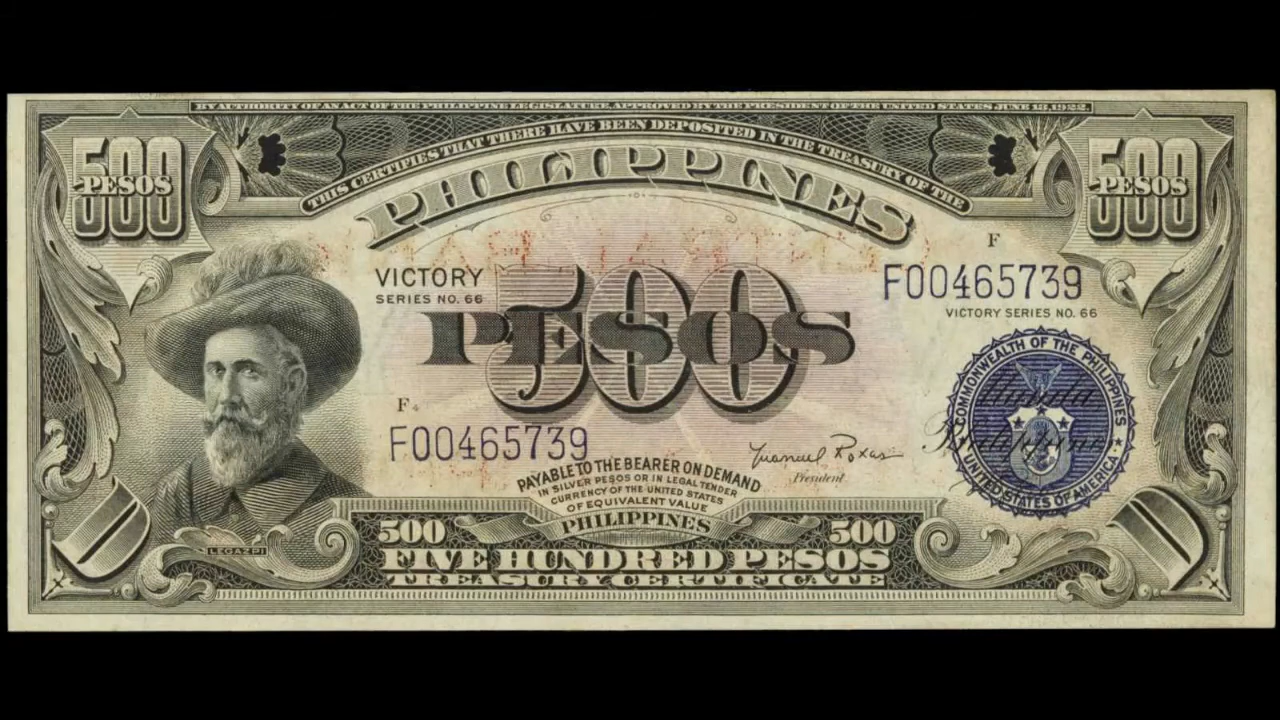 BY AUTHORITY OF AN ACT OF THE PHILIPPINE LEGISLATURE, APPROVED BY THE PRESIDENT OF THE UNITED STATES, JUNE 13, 1922.
THIS CERTIFIES THAT THERE HAVE BEEN DEPOSITED IN THE TREASURY OF THE
PHILIPPINES
500
PESOS
500
PESOS
F
VICTORY
SERIES NO. 66
500
PESOS
F00465739
VICTORY SERIES NO. 66
COMMONWEALTH OF THE PHILIPPINES
UNITED STATES OF AMERICA
F
F00465739
Manuel Roxas
President
PAYABLE TO THE BEARER ON DEMAND
IN SILVER PESOS OR IN LEGAL TENDER
CURRENCY OF THE UNITED STATES
OF EQUIVALENT VALUE
PHILIPPINES
LEGAZPI
500
500
FIVE HUNDRED PESOS
TREASURY CERTIFICATE